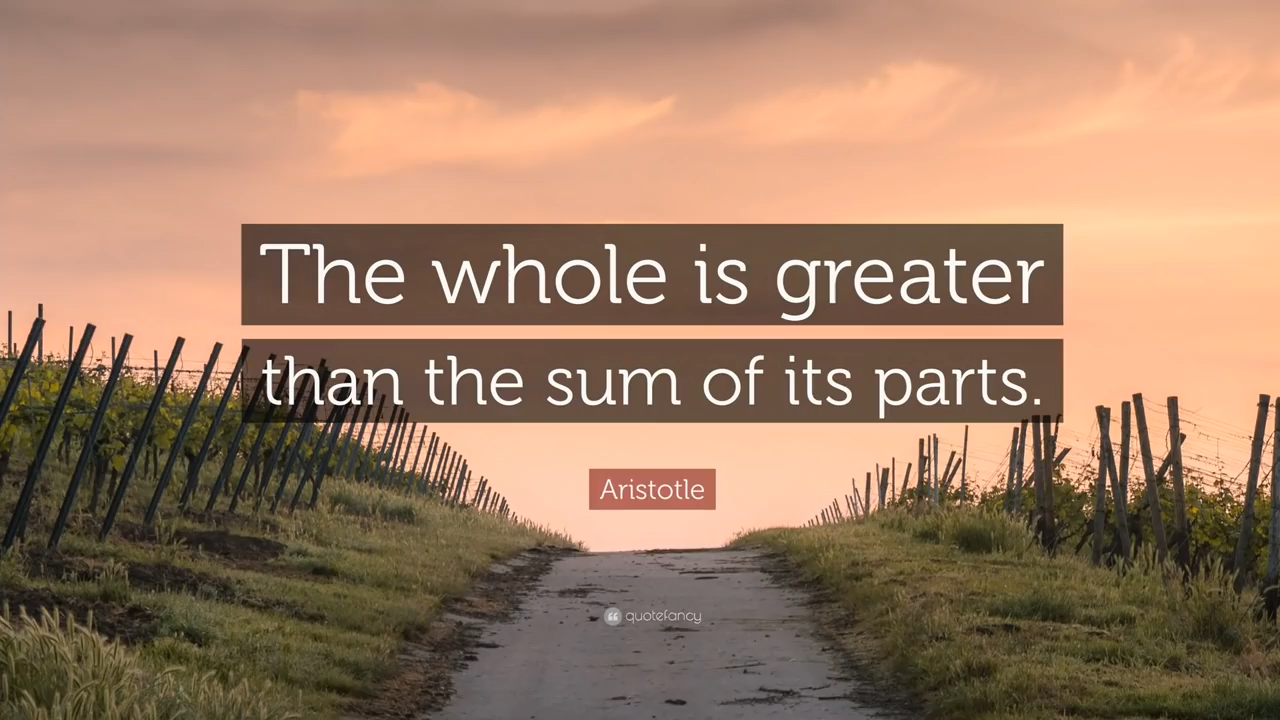 The whole is greater
than the sum of its parts.
Aristotle
quotefancy